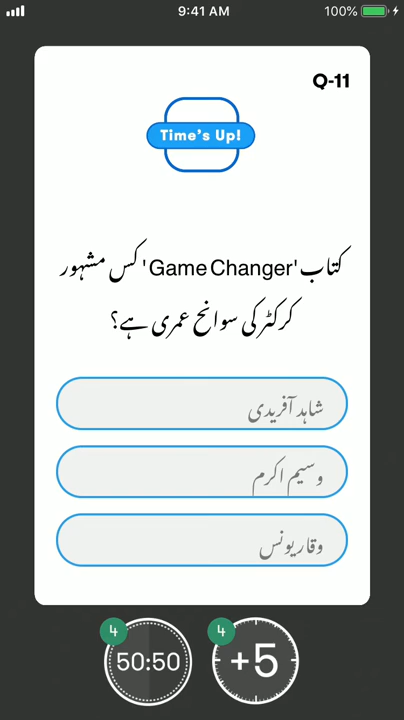 9:41 AM
100%
Q-11
Time's Up!
کتاب 'Game Changer' کس مشہور
کرکٹر کی سوانح عمری ہے؟
شاہد آفریدی
وسیم اکرم
وقار یونس
4
50:50
4
+5